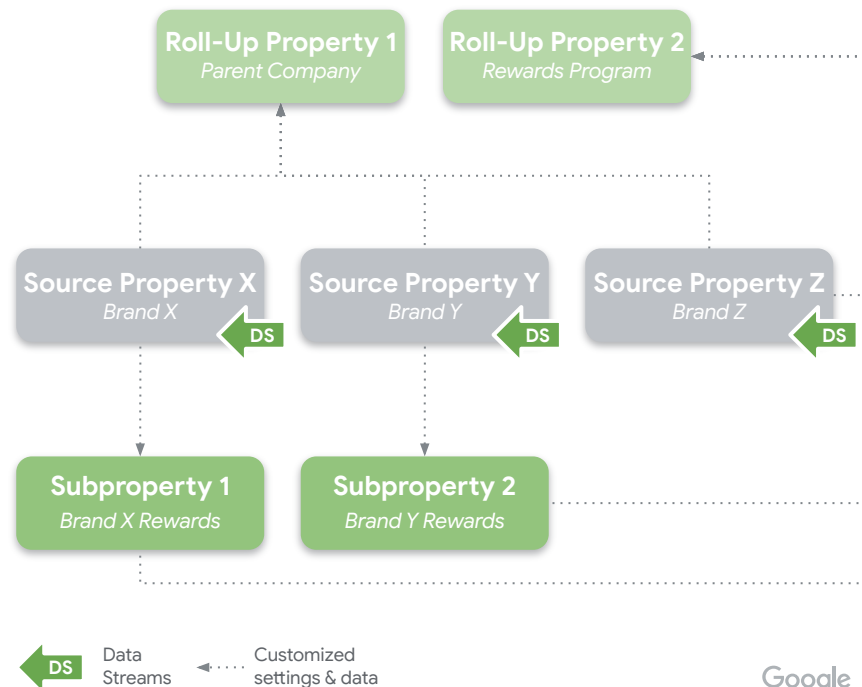 Roll-Up Property 1
Parent Company
Roll-Up Property 2
Rewards Program
Source Property X
Brand X
DS
Source Property Y
Brand Y
DS
Source Property Z
Brand Z
DS
Subproperty 1
Brand X Rewards
Subproperty 2
Brand Y Rewards
DS
Data
Streams
Customized
settings & data
Google